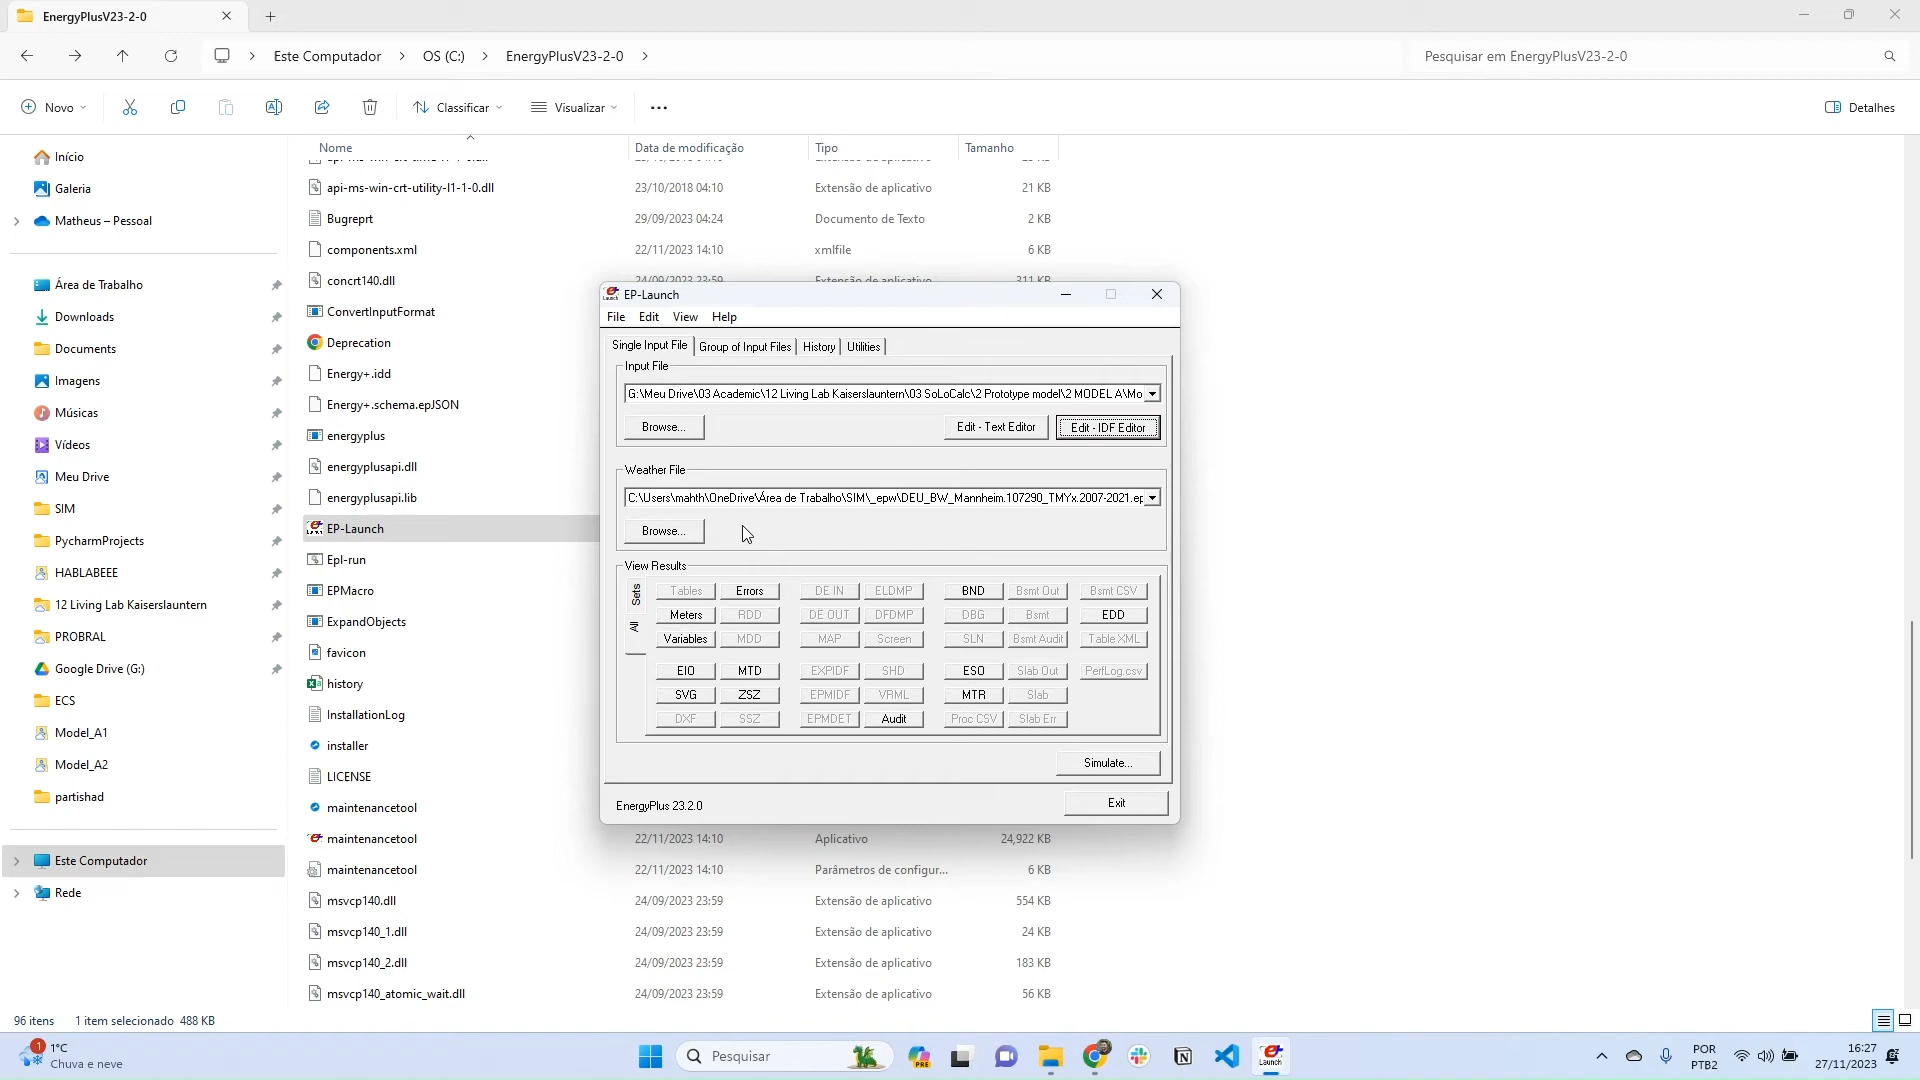 EnergyPlusV23-2-0
Este Computador
OS (C:)
EnergyPlusV23-2-0
Pesquisar em EnergyPlusV23-2-0
Novo
Classificar
Visualizar
Detalhes
Início
Galeria
Matheus – Pessoal
Área de Trabalho
Downloads
Documents
Imagens
Músicas
Vídeos
Meu Drive
SIM
PycharmProjects
HABLABEEE
12 Living Lab Kaiserslauntern
PROBRAL
Google Drive (G:)
ECS
Model_A1
Model_A2
partishad
Este Computador
Rede
Nome Data de modificação Tipo Tamanho
api-ms-win-crt-utility-l1-1-0.dll 23/10/2018 04:10 Extensão de aplicativo 21 KB
Bugreprt 29/09/2023 04:24 Documento de Texto 2 KB
components.xml 22/11/2023 14:10 xmlfile 6 KB
concrt140.dll 24/09/2023 23:59 Extensão de aplicativo 311 KB
ConvertInputFormat
Deprecation
Energy+.idd
Energy+.schema.epJSON
energyplus
energyplusapi.dll
energyplusapi.lib
EP-Launch
Epl-run
EPMacro
ExpandObjects
favicon
history
InstallationLog
installer
LICENSE
maintenancetool
maintenancetool 22/11/2023 14:10 Aplicativo 24,922 KB
maintenancetool 22/11/2023 14:10 Parâmetros de configur... 6 KB
msvcp140.dll 24/09/2023 23:59 Extensão de aplicativo 554 KB
msvcp140_1.dll 24/09/2023 23:59 Extensão de aplicativo 24 KB
msvcp140_2.dll 24/09/2023 23:59 Extensão de aplicativo 183 KB
msvcp140_atomic_wait.dll 24/09/2023 23:59 Extensão de aplicativo 56 KB
EP-Launch
File Edit View Help
Single Input File Group of Input Files History Utilities
Input File
G:\Meu Drive\03 Academic\12 Living Lab Kaiserslauntern\03 SoLoCalc\2 Prototype model\2 MODEL A\Mo
Browse... Edit - Text Editor Edit - IDF Editor
Weather File
C:\Users\mahth\OneDrive\Área de Trabalho\SIM\_epw\DEU_BW_Mannheim.107290_TMYx.2007-2021.ep
Browse...
View Results
Sets
All
Tables Errors DE IN ELDMP BND Bsmt Out Bsmt CSV
Meters RDD DE OUT DFDMP DBG Bsmt EDD
Variables MDD MAP Screen SLN Bsmt Audit Table XML
EIO MTD EXPIDF SHD ESO Slab Out PerfLog.csv
SVG ZSZ EPMIDF VRML MTR Slab
DXF SSZ EPMDET Audit Proc CSV Slab Err
Simulate...
EnergyPlus 23.2.0
Exit
96 itens 1 item selecionado 488 KB
1
1°C
Chuva e neve
Pesquisar
PRE
Launch
POR
PTB2
16:27
27/11/2023